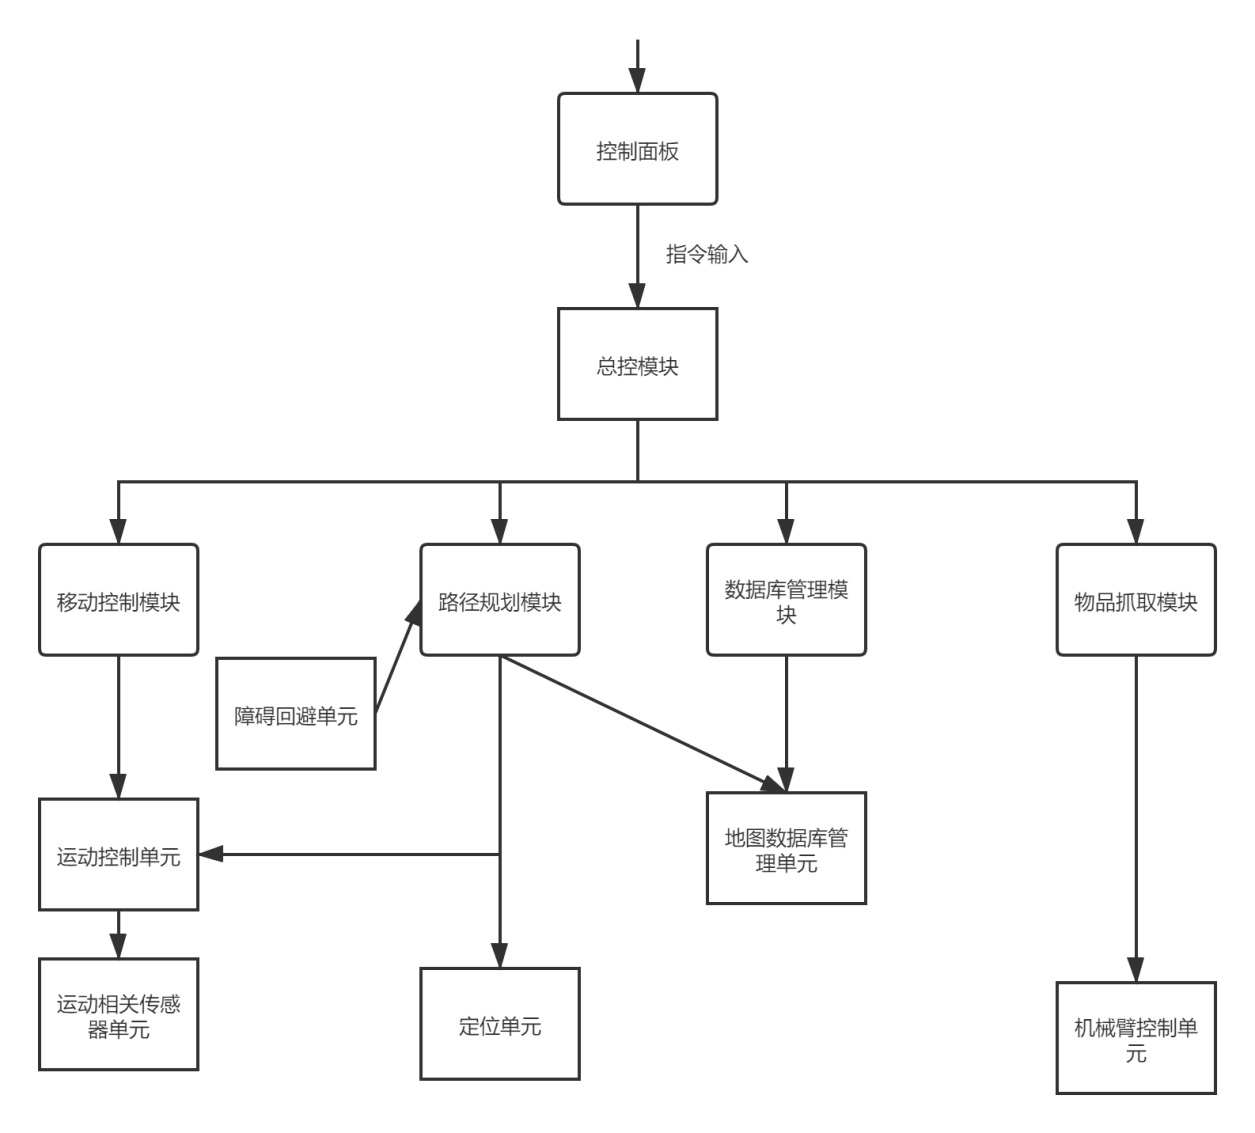 控制面板
指令输入
总控模块
移动控制模块
路径规划模块
数据库管理模
块
物品抓取模块
障碍回避单元
运动控制单元
地图数据库管
理单元
运动相关传感
器单元
定位单元
机械臂控制单
元